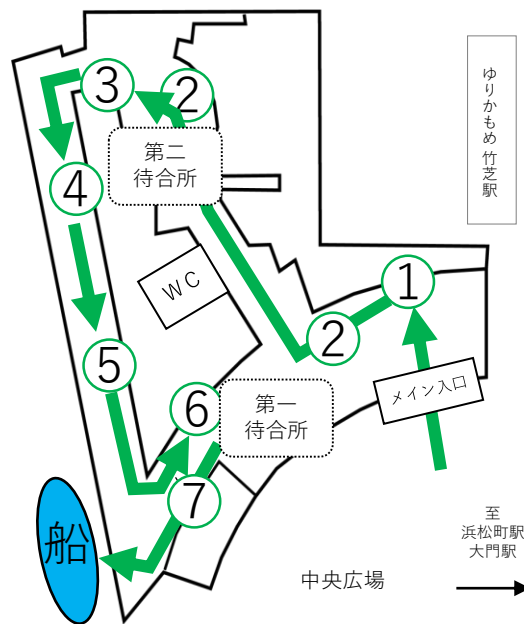 ③
②
ゆりかもめ 竹芝駅
第二
待合所
④
WC
①
②
メイン入口
⑤
⑥
第一
待合所
⑦
船
至
浜松町駅
大門駅
中央広場